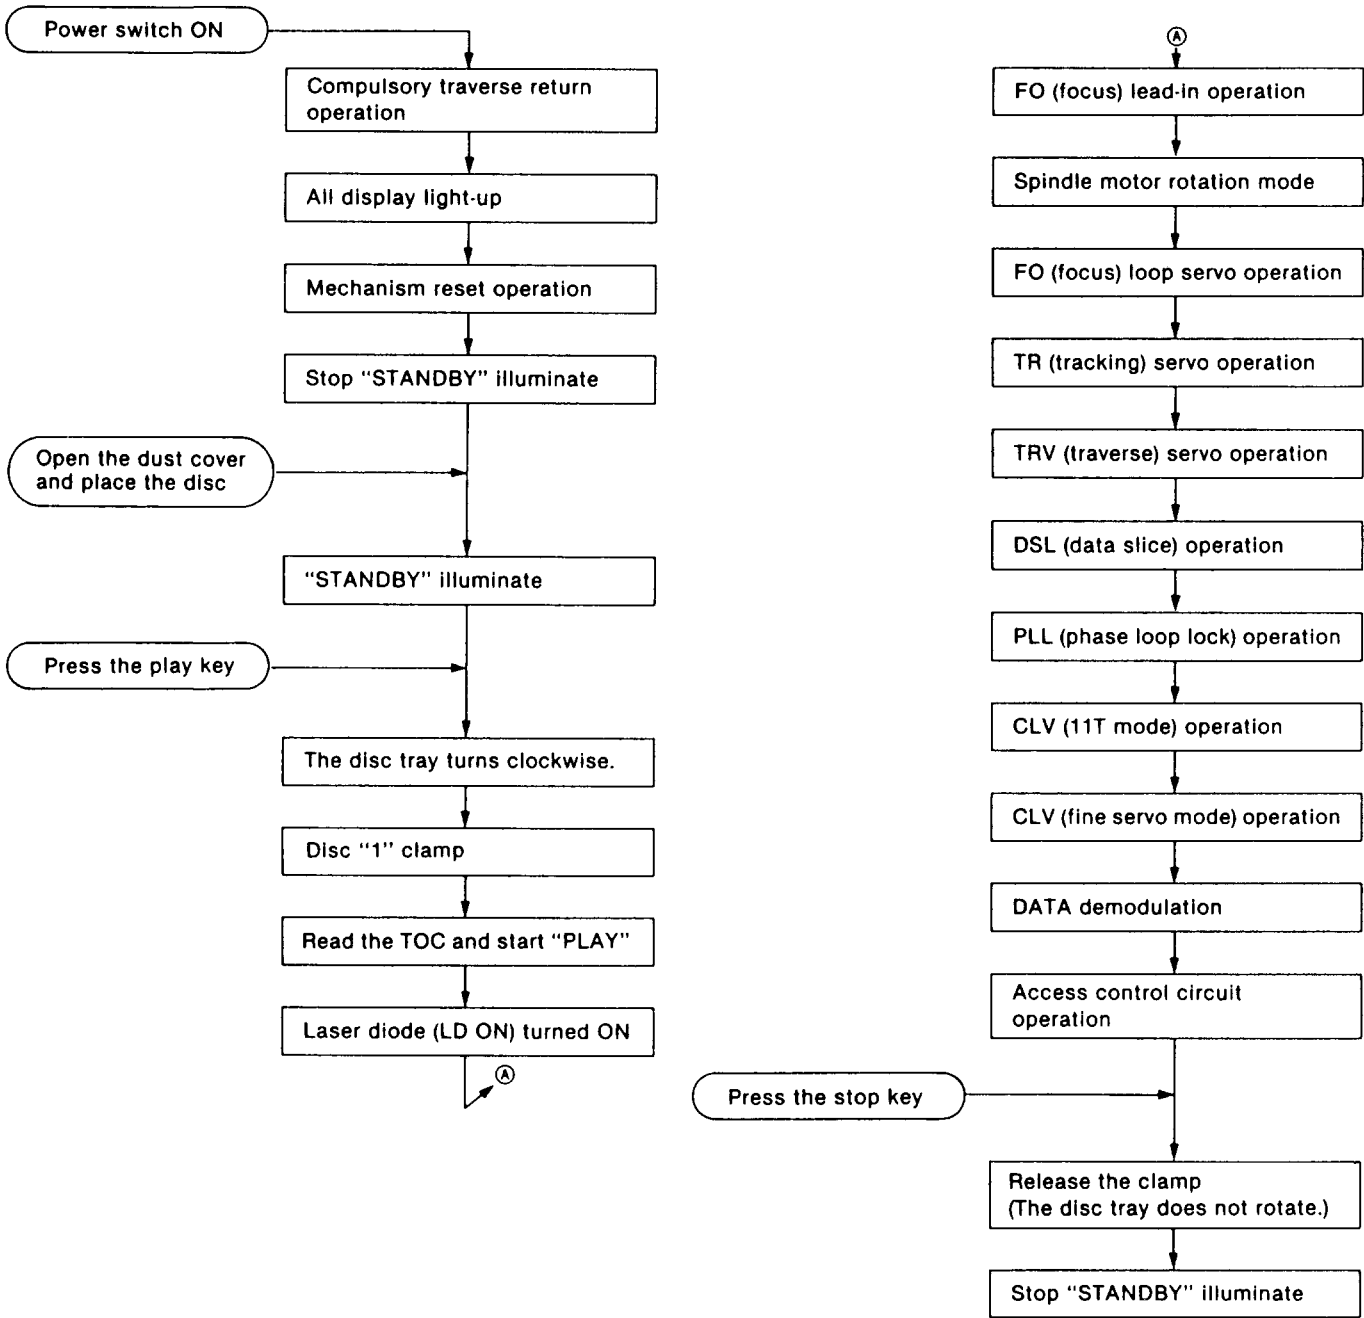 Power switch ON
Compulsory traverse return
operation
All display light-up
Mechanism reset operation
Stop “STANDBY” illuminate
Open the dust cover
and place the disc
“STANDBY” illuminate
Press the play key
The disc tray turns clockwise.
Disc “1” clamp
Read the TOC and start “PLAY”
Laser diode (LD ON) turned ON
Ⓐ
Ⓐ
FO (focus) lead-in operation
Spindle motor rotation mode
FO (focus) loop servo operation
TR (tracking) servo operation
TRV (traverse) servo operation
DSL (data slice) operation
PLL (phase loop lock) operation
CLV (11T mode) operation
CLV (fine servo mode) operation
DATA demodulation
Access control circuit
operation
Press the stop key
Release the clamp
(The disc tray does not rotate.)
Stop “STANDBY” illuminate